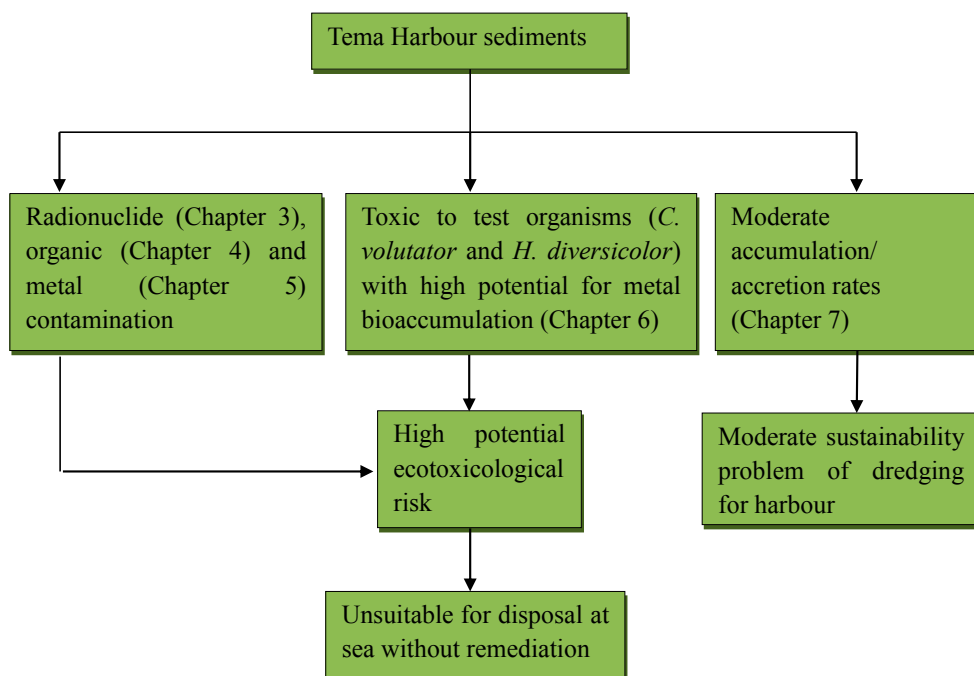 Tema Harbour sediments
Radionuclide (Chapter 3),
organic (Chapter 4) and
metal (Chapter 5)
contamination
Toxic to test organisms (C.
volutator and H. diversicolor)
with high potential for metal
bioaccumulation (Chapter 6)
Moderate
accumulation/
accretion rates
(Chapter 7)
High potential
ecotoxicological
risk
Moderate sustainability
problem of dredging
for harbour
Unsuitable for disposal at
sea without remediation